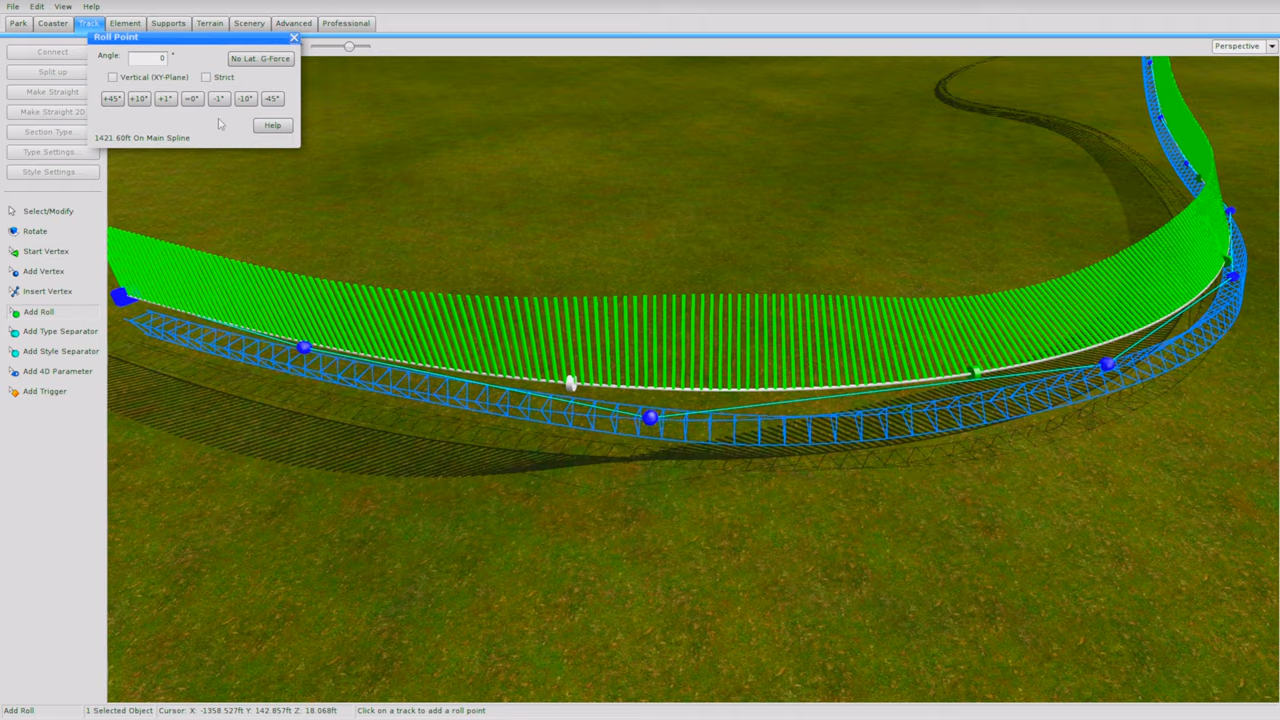 File Edit View Help
Park Coaster Track Element Supports Terrain Scenery Advanced Professional
Roll Point
Connect
Angle: 0 °
No Lat. G-Force
Perspective
Split up
Vertical (XY-Plane) Strict
Make Straight
+45° +10° +1° =0° -1° -10° -45°
Make Straight 2D
Section Type...
Help
1421.60ft On Main Spline
Type Settings...
Style Settings...
Select/Modify
Rotate
Start Vertex
Add Vertex
Insert Vertex
Add Roll
Add Type Separator
Add Style Separator
Add 4D Parameter
Add Trigger
Add Roll 1 Selected Object Cursor: X: -1358.527ft Y: 142.857ft Z: 18.068ft Click on a track to add a roll point